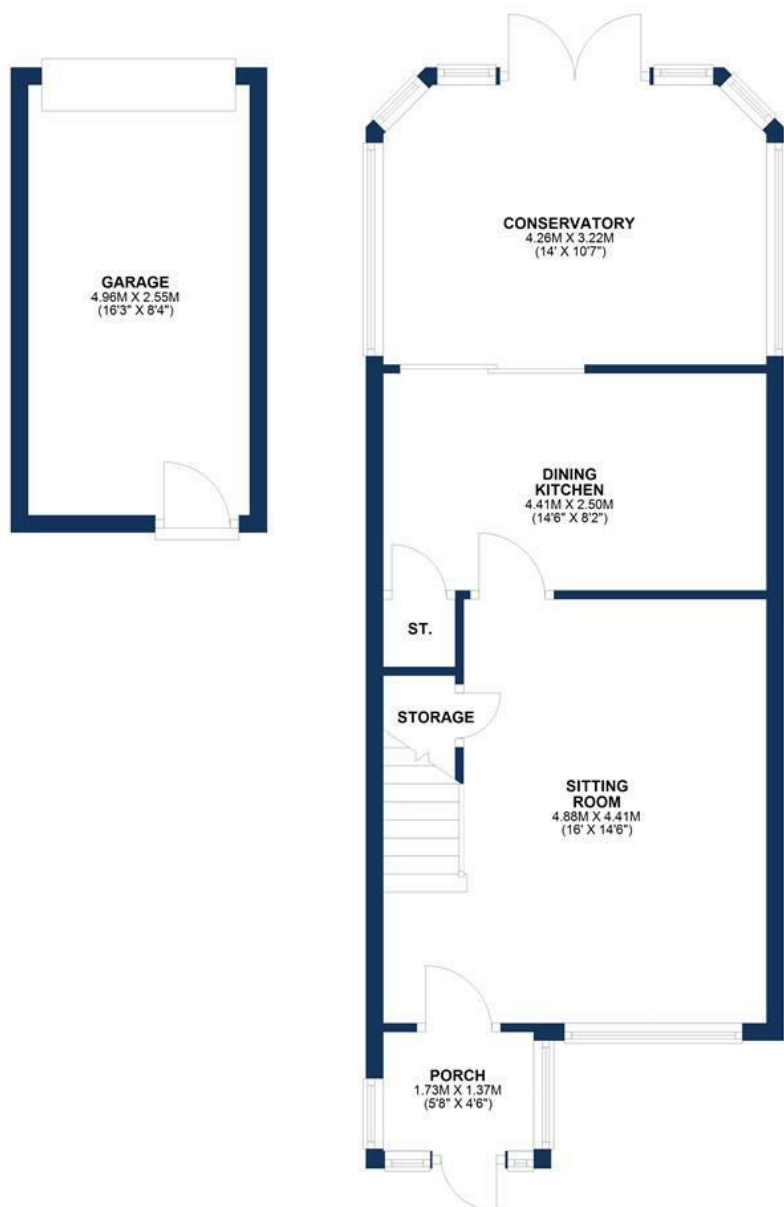 GARAGE
4.96M X 2.55M
(16'3" X 8'4")
CONSERVATORY
4.26M X 3.22M
(14' X 10'7")
DINING
KITCHEN
4.41M X 2.50M
(14'6" X 8'2")
ST.
STORAGE
SITTING
ROOM
4.88M X 4.41M
(16' X 14'6")
PORCH
1.73M X 1.37M
(5'8" X 4'6")